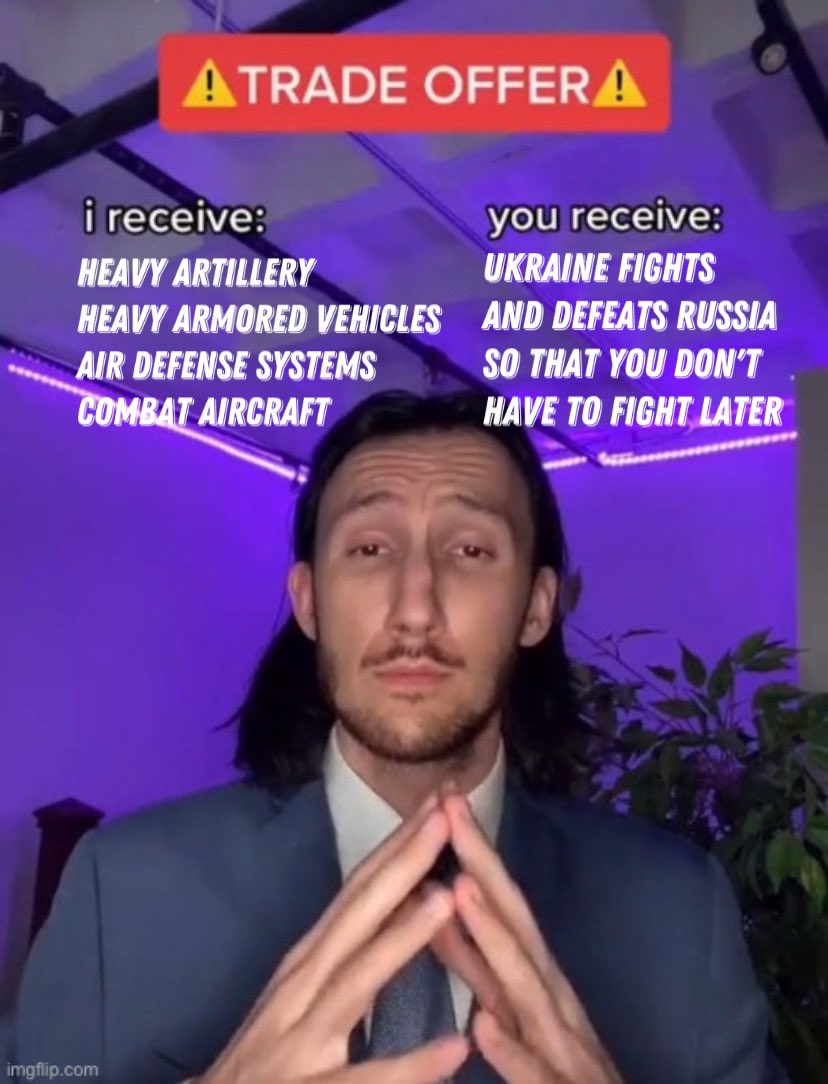 ⚠TRADE OFFER⚠
i receive:
HEAVY ARTILLERY
HEAVY ARMORED VEHICLES
AIR DEFENSE SYSTEMS
COMBAT AIRCRAFT
you receive:
UKRAINE FIGHTS
AND DEFEATS RUSSIA
SO THAT YOU DON'T
HAVE TO FIGHT LATER
imgflip.com